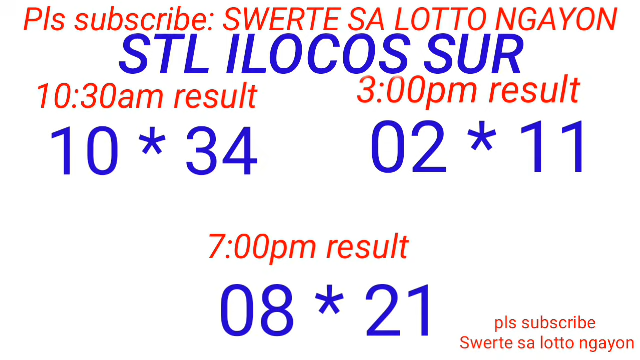 Pls subscribe: SWERTE SA LOTTO NGAYON
STL ILOCOS SUR
10:30am result
3:00pm result
10 * 34
02 * 11
7:00pm result
08 * 21
pls subscribe
Swerte sa lotto ngayon